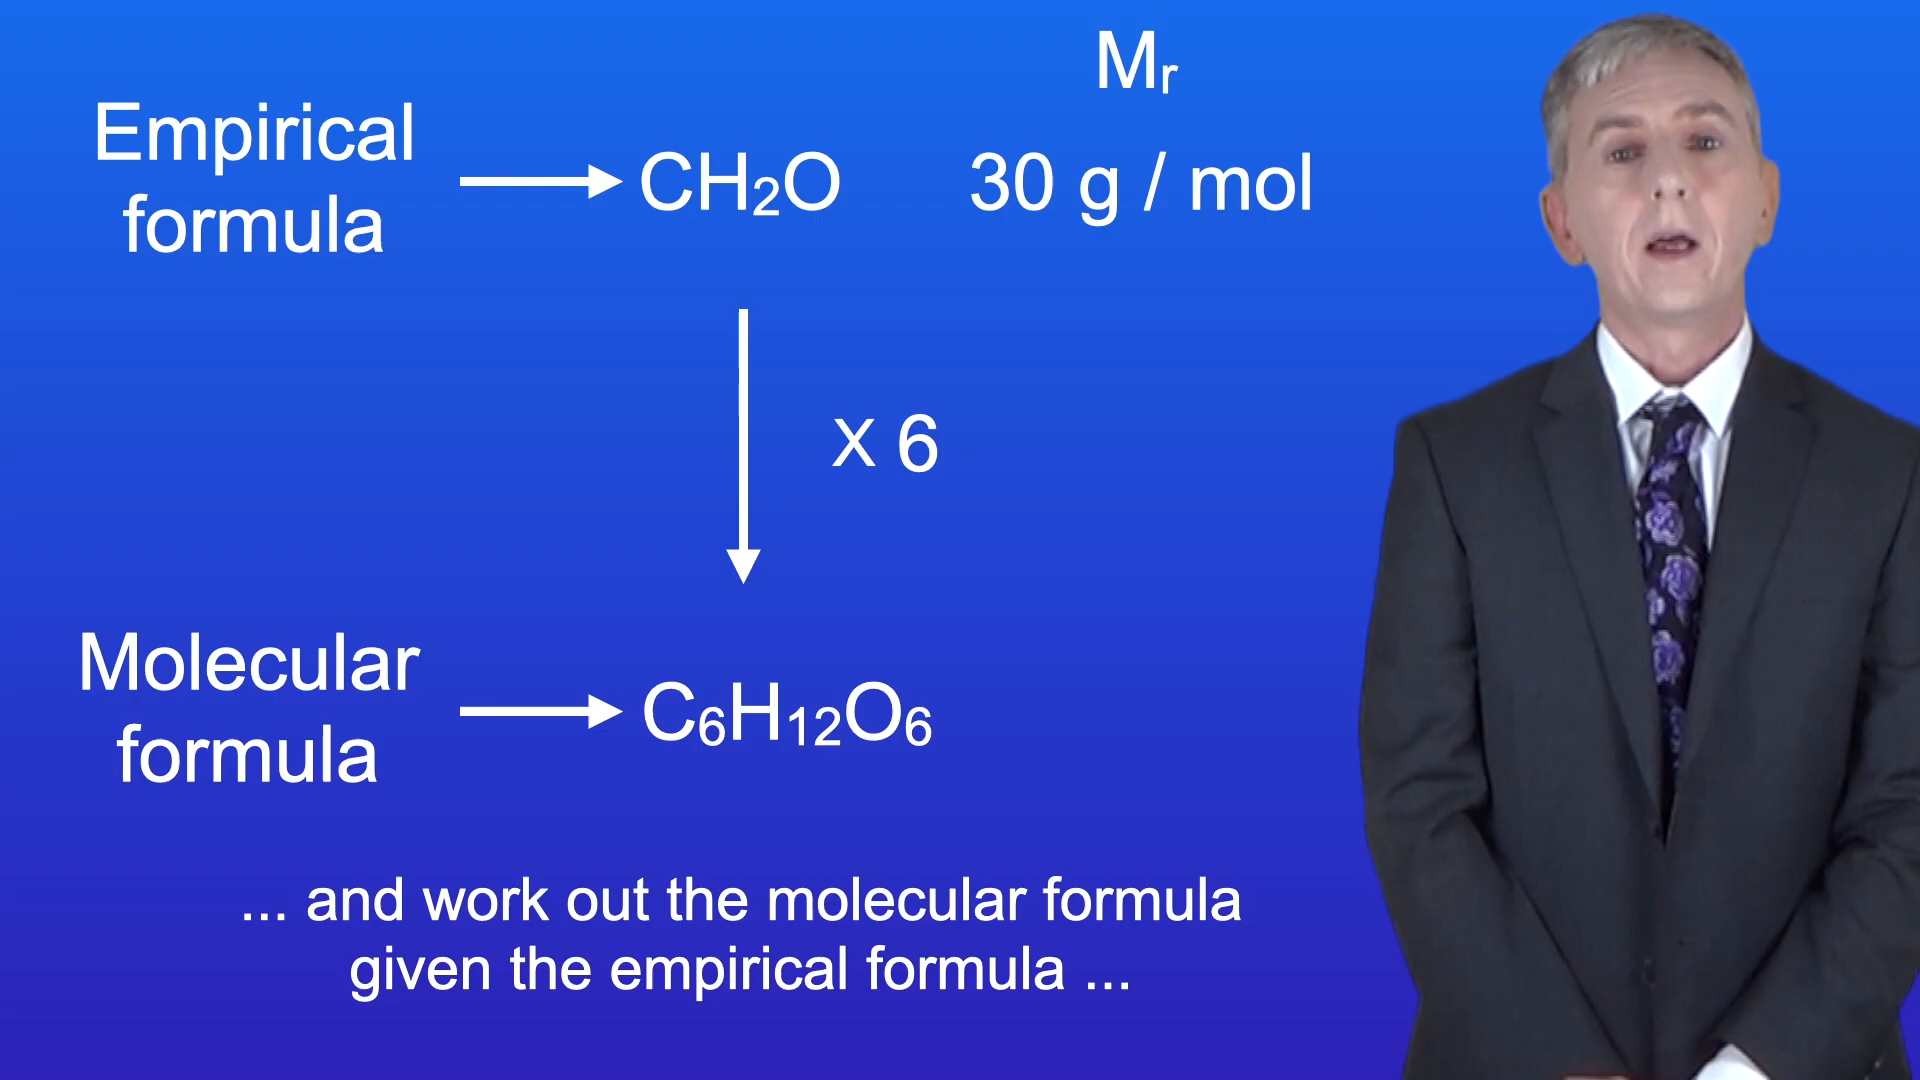 Mr
Empirical
formula
CH₂O
30 g / mol
X 6
Molecular
formula
C₆H₁₂O₆
... and work out the molecular formula
given the empirical formula ...